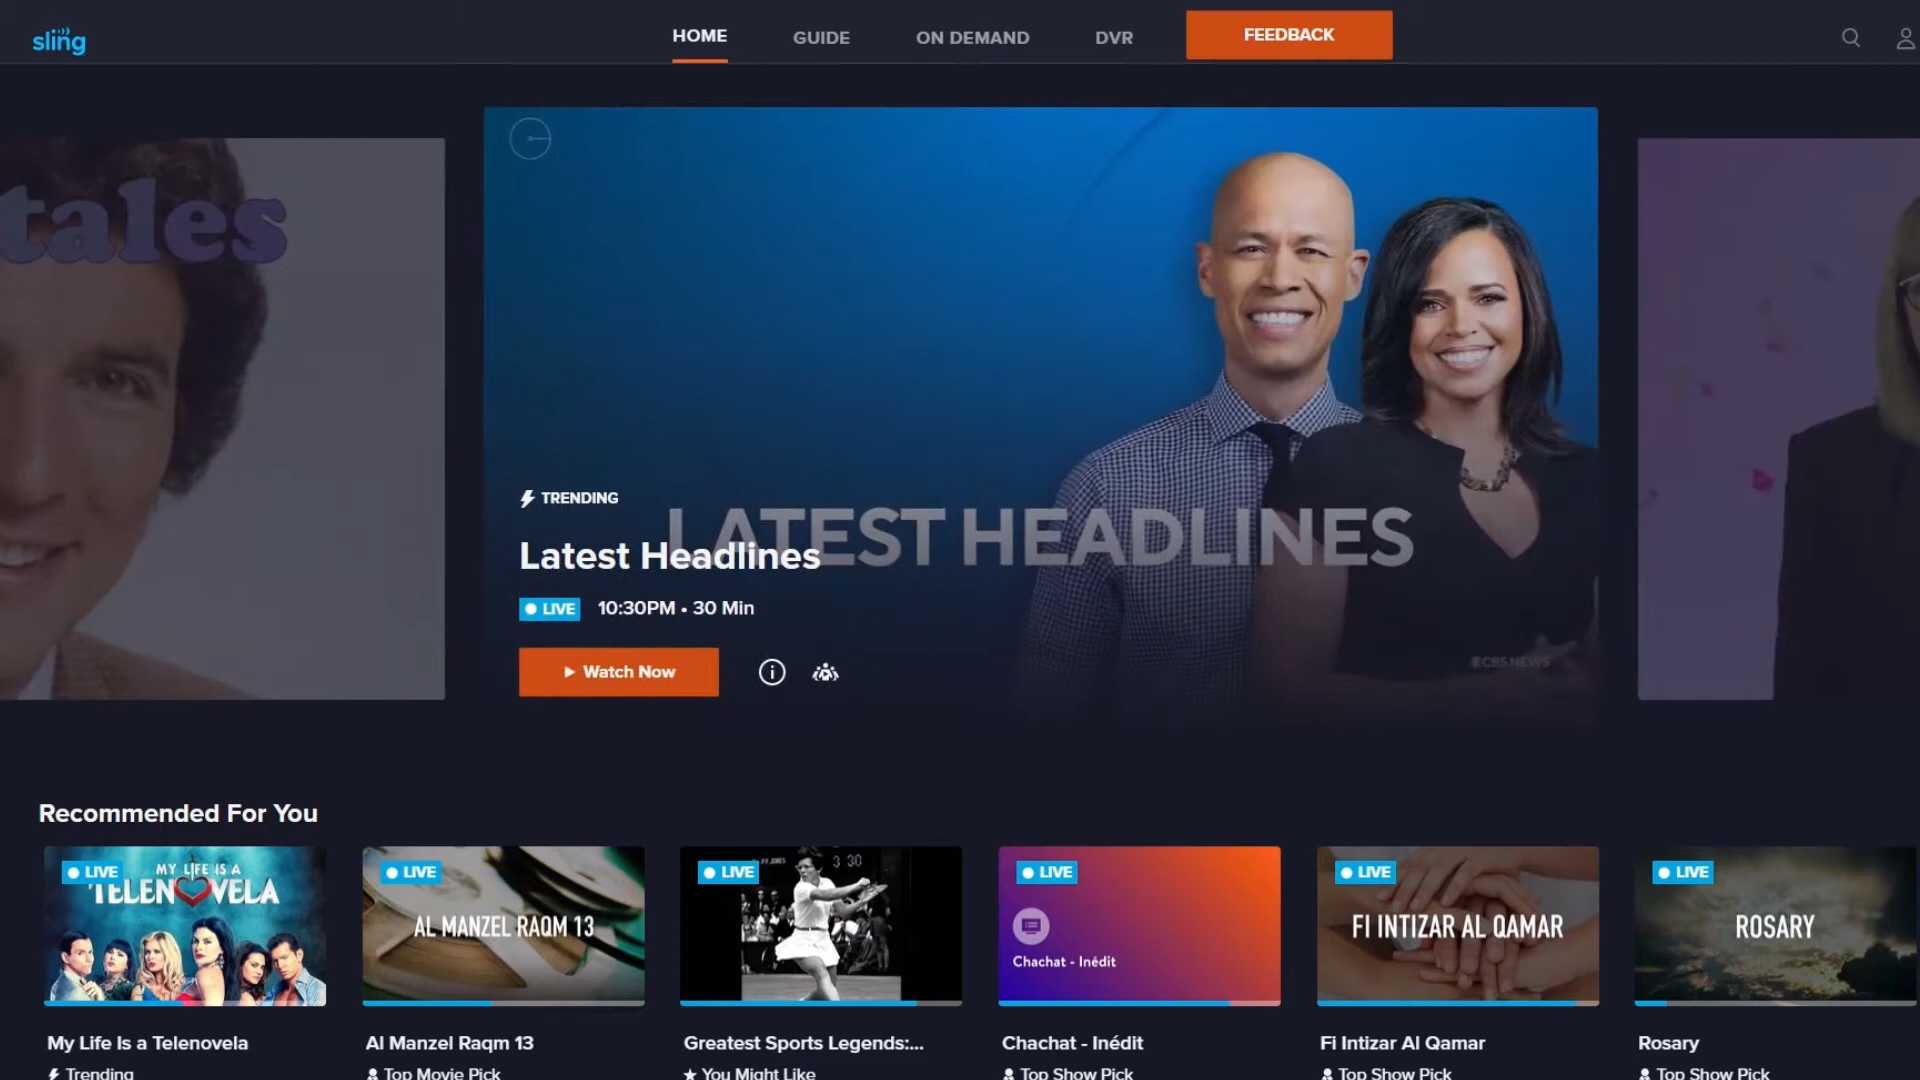 sling
HOME
GUIDE
ON DEMAND
DVR
FEEDBACK
tales
LATEST HEADLINES
TRENDING
Latest Headlines
LIVE 10:30PM • 30 Min
Watch Now
CBS NEWS
Recommended For You
LIVE
MY LIFE IS A
TELENOVELA
LIVE
AL MANZEL RAQM 13
LIVE
3 30
LIVE
Chachat - Inédit
LIVE
FI INTIZAR AL QAMAR
LIVE
ROSARY
My Life Is a Telenovela
Trending
Al Manzel Raqm 13
Top Movie Pick
Greatest Sports Legends:...
You Might Like
Chachat - Inédit
Top Show Pick
Fi Intizar Al Qamar
Top Show Pick
Rosary
Top Show Pick